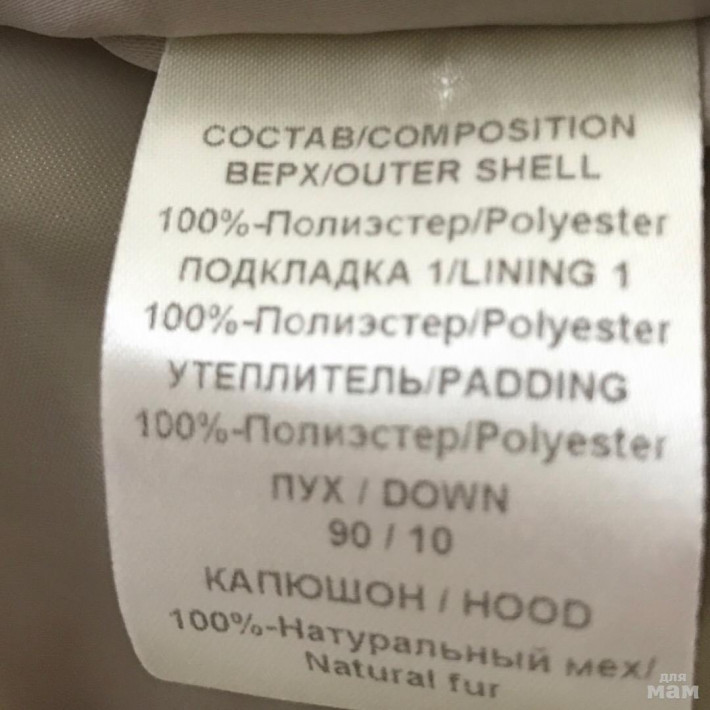 СОСТАВ/COMPOSITION
ВЕРХ/OUTER SHELL
100%-Полиэстер/Polyester
ПОДКЛАДКА 1/LINING 1
100%-Полиэстер/Polyester
УТЕПЛИТЕЛЬ/PADDING
100%-Полиэстер/Polyester
ПУХ / DOWN
90 / 10
КАПЮШОН / HOOD
100%-Натуральный мех/
Natural fur
для
мам